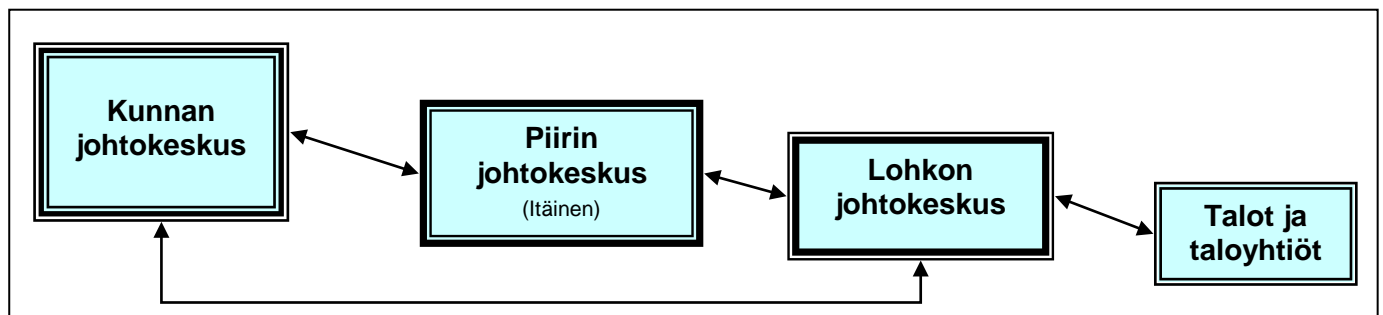 Kunnan
johtokeskus
Piirin
johtokeskus
(Itäinen)
Lohkon
johtokeskus
Talot ja
taloyhtiöt